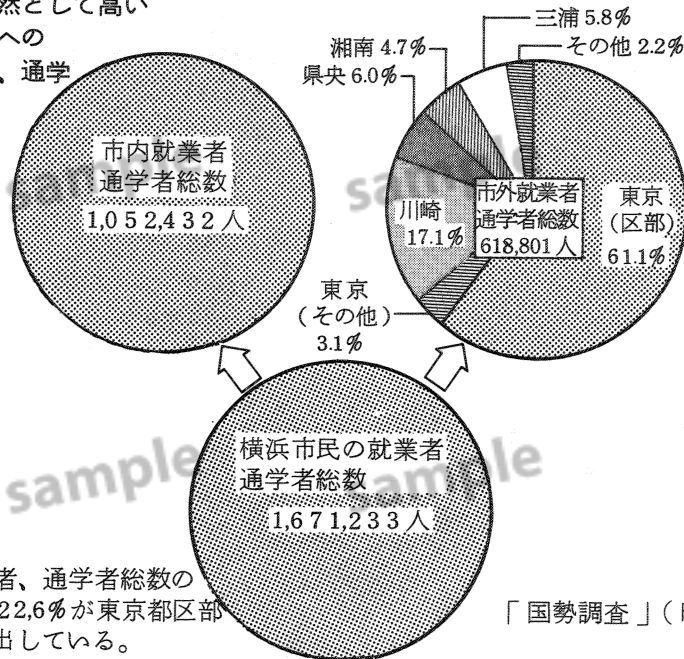 然として高い
への
、通学
三浦 5.8%
湘南 4.7%
その他 2.2%
県央 6.0%
市内就業者
通学者総数
1,052,432人
市外就業者
通学者総数
618,801人
東京
(区部)
61.1%
川崎
17.1%
東京
(その他)
3.1%
横浜市民の就業者
通学者総数
1,671,233人
者、通学者総数の
22,6%が東京都区部
出している。
「国勢調査」(
sample
sample
sample
sample